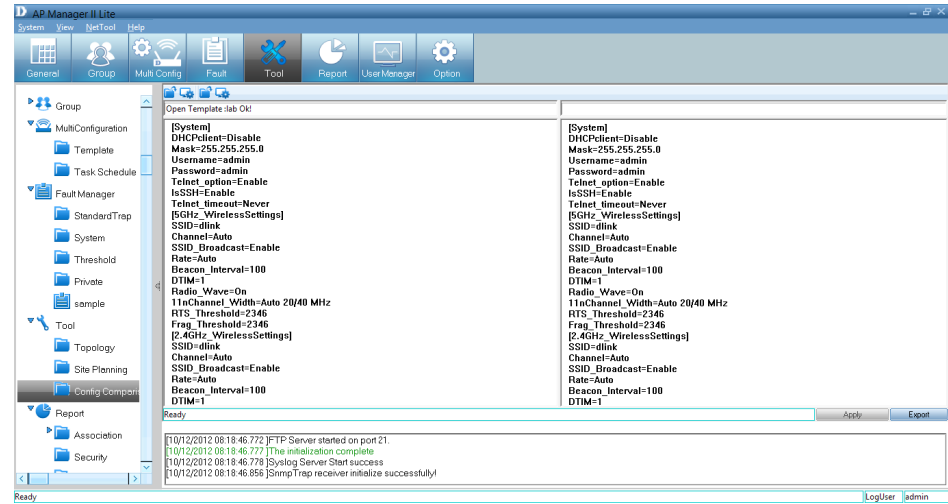 D AP Manager II Lite
System View NetTool Help
General Group Multi Config Fault Tool Report UserManager Option
Group
MultiConfiguration
Template
Task Schedule
Fault Manager
StandardTrap
System
Threshold
Private
sample
Tool
Topology
Site Planning
Config Comparis
Report
Association
Security
Open Template :lab Ok!
[System]
DHCPclient=Disable
Mask=255.255.255.0
Username=admin
Password=admin
Telnet_option=Enable
IsSSH=Enable
Telnet_timeout=Never
[5GHz_WirelessSettings]
SSID=dlink
Channel=Auto
SSID_Broadcast=Enable
Rate=Auto
Beacon_Interval=100
DTIM=1
Radio_Wave=On
11nChannel_Width=Auto 20/40 MHz
RTS_Threshold=2346
Frag_Threshold=2346
[2.4GHz_WirelessSettings]
SSID=dlink
Channel=Auto
SSID_Broadcast=Enable
Rate=Auto
Beacon_Interval=100
DTIM=1
[System]
DHCPclient=Disable
Mask=255.255.255.0
Username=admin
Password=admin
Telnet_option=Enable
IsSSH=Enable
Telnet_timeout=Never
[5GHz_WirelessSettings]
SSID=dlink
Channel=Auto
SSID_Broadcast=Enable
Rate=Auto
Beacon_Interval=100
DTIM=1
Radio_Wave=On
11nChannel_Width=Auto 20/40 MHz
RTS_Threshold=2346
Frag_Threshold=2346
[2.4GHz_WirelessSettings]
SSID=dlink
Channel=Auto
SSID_Broadcast=Enable
Rate=Auto
Beacon_Interval=100
DTIM=1
Ready
Apply Export
[10/12/2012 08:18:46.772 ]FTP Server started on port 21.
[10/12/2012 08:18:46.777 ]The initialization complete
[10/12/2012 08:18:46.778 ]Syslog Server Start success
[10/12/2012 08:18:46.856 ]SnmpTrap receiver initialize successfully!
Ready LogUser admin